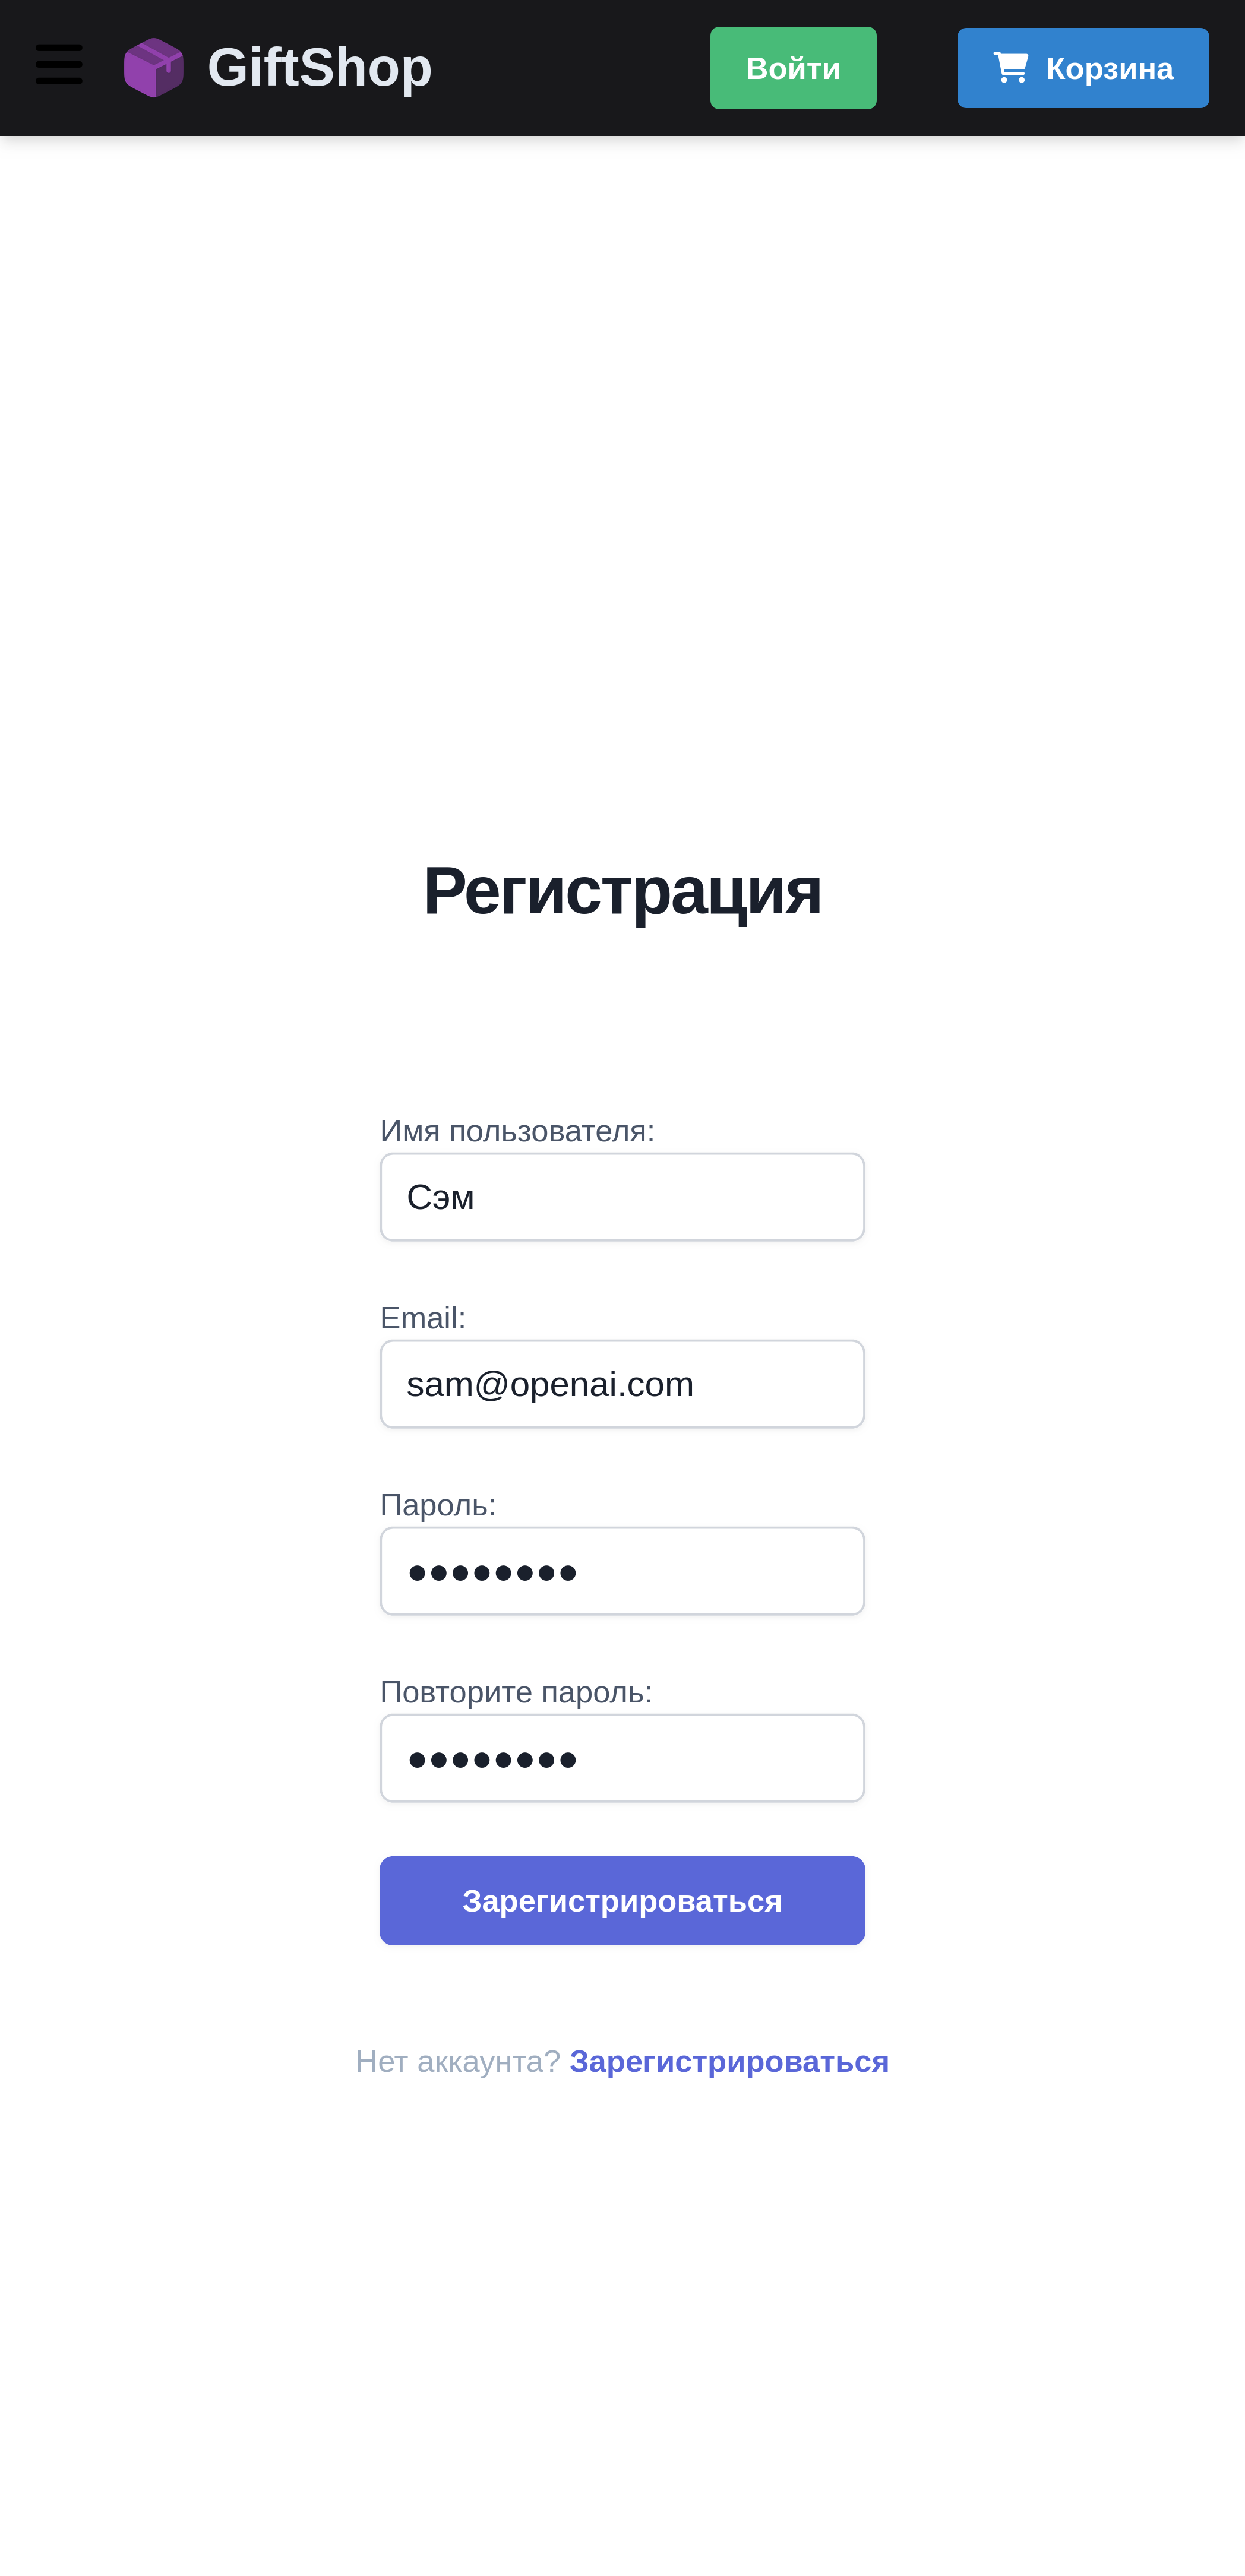 GiftShop
Войти
Корзина
Регистрация
Имя пользователя:
Сэм
Email:
sam@openai.com
Пароль:
●●●●●●●●
Повторите пароль:
●●●●●●●●
Зарегистрироваться
Нет аккаунта? Зарегистрироваться